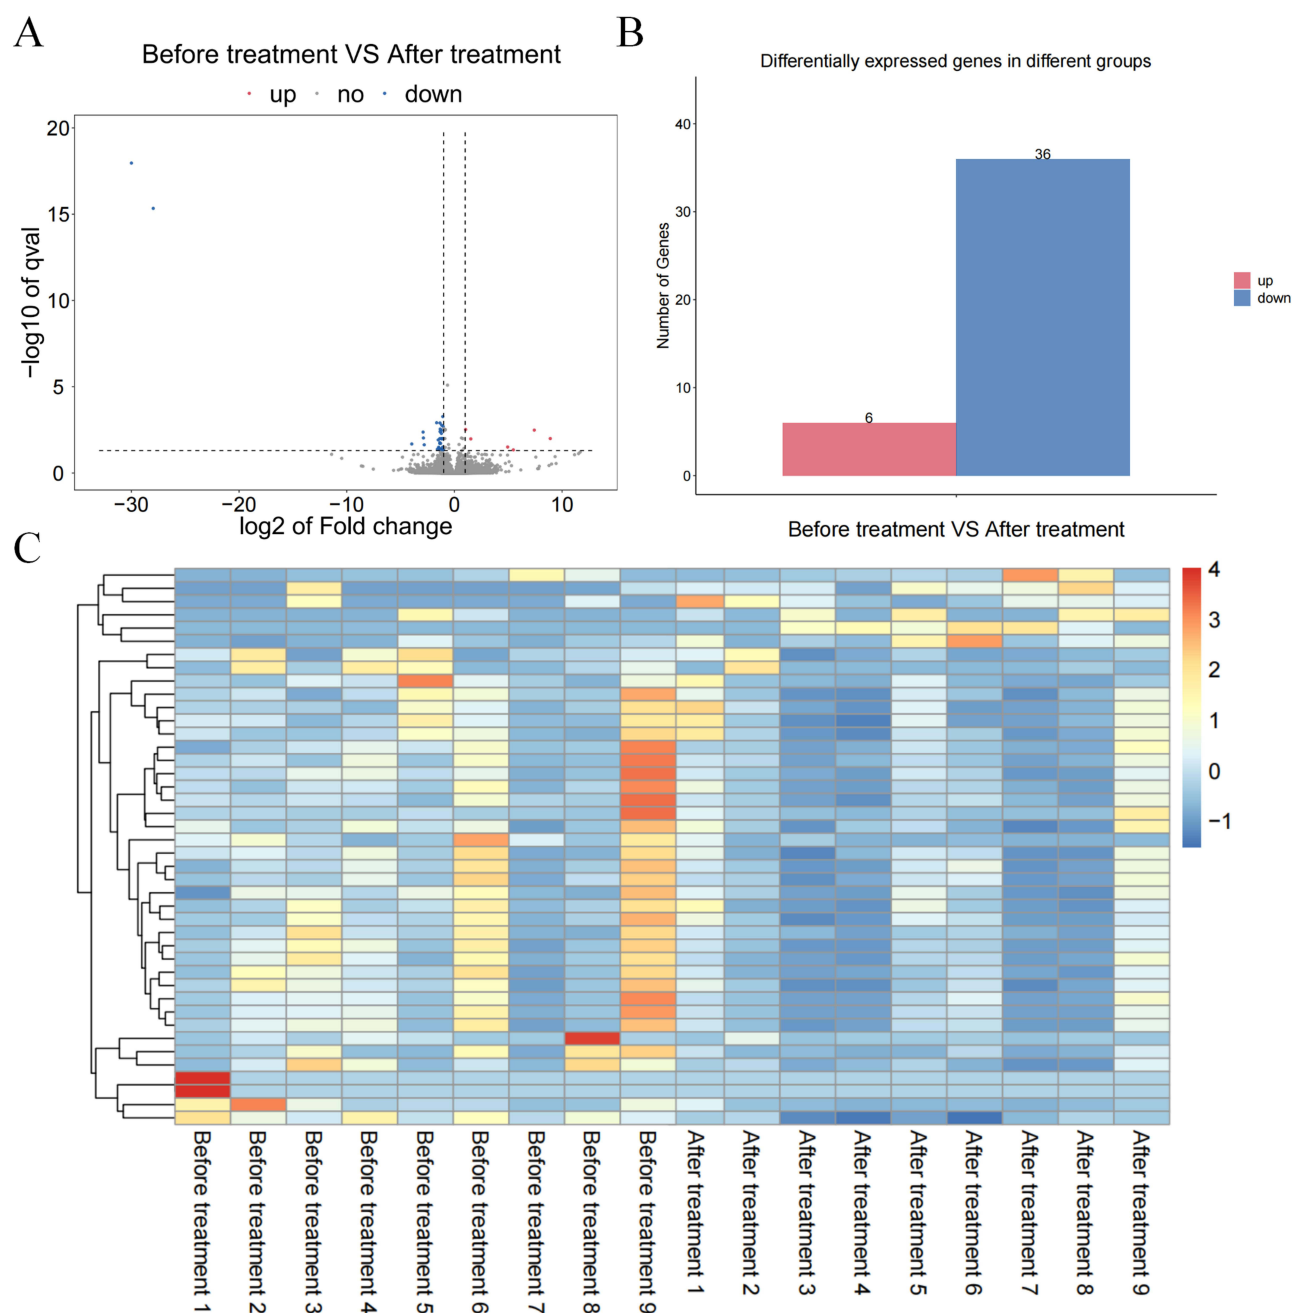 A
Before treatment VS After treatment
up no down
20
15
10
5
0
−log10 of qval
−30 −20 −10 0 10
log2 of Fold change
B
Differentially expressed genes in different groups
40
30
20
10
0
Number of Genes
6
36
up
down
Before treatment VS After treatment
C
4
3
2
1
0
−1
Before treatment 1
Before treatment 2
Before treatment 3
Before treatment 4
Before treatment 5
Before treatment 6
Before treatment 7
Before treatment 8
Before treatment 9
After treatment 1
After treatment 2
After treatment 3
After treatment 4
After treatment 5
After treatment 6
After treatment 7
After treatment 8
After treatment 9